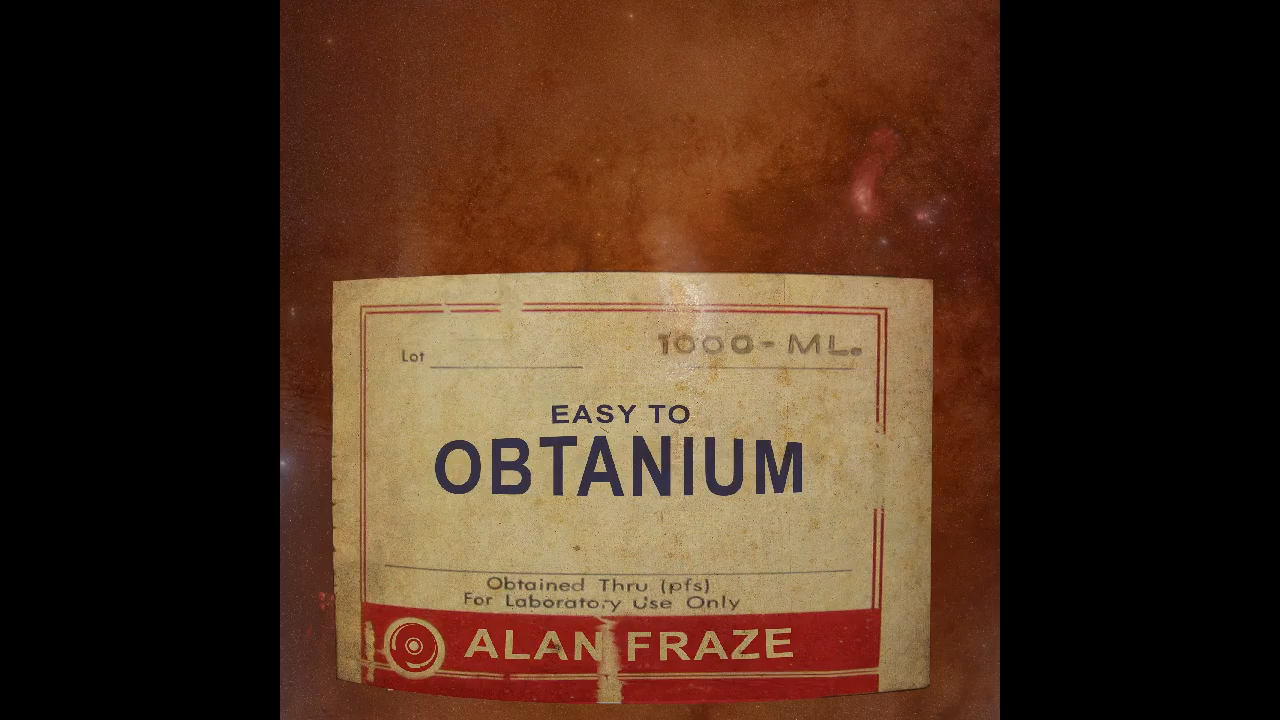 Lot
1000- ML.
EASY TO
OBTANIUM
Obtained Thru (pfs)
For Laboratory Use Only
ALAN FRAZE